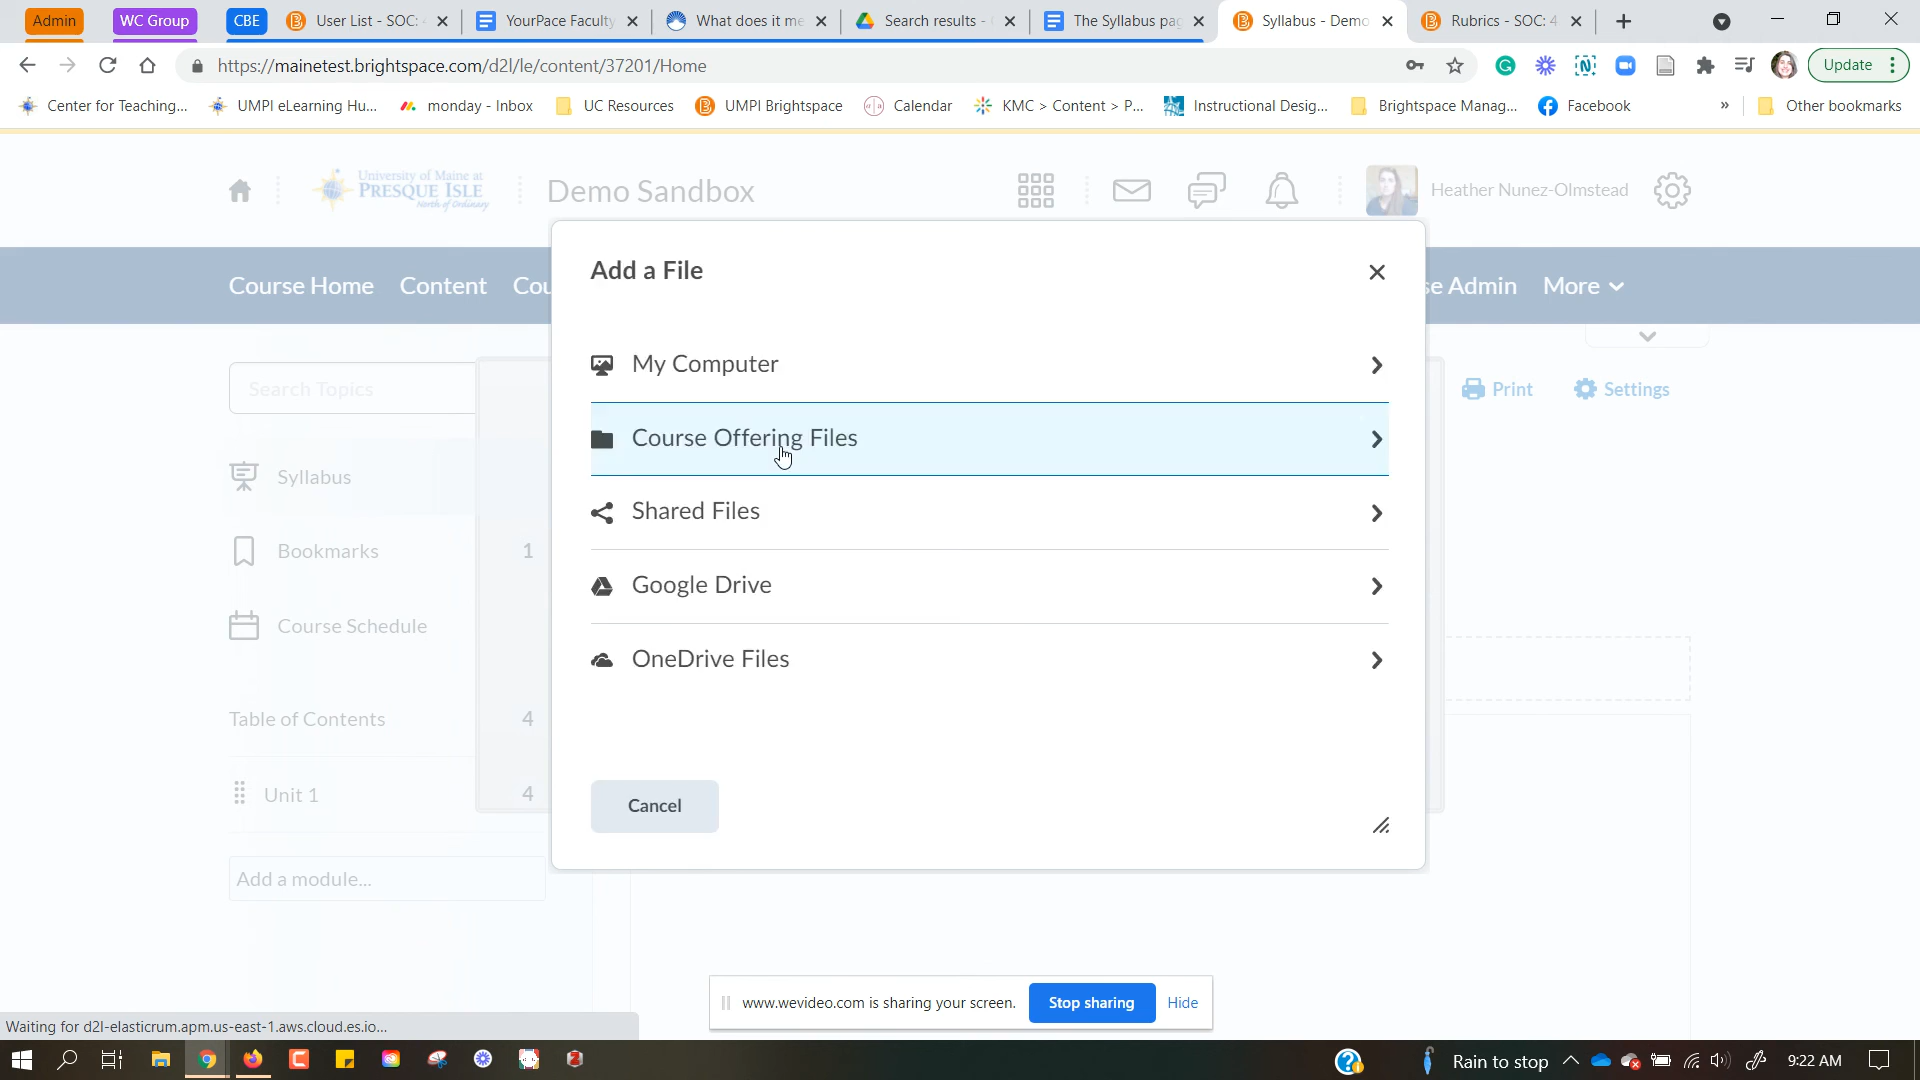 Admin
WC Group
CBE
User List - SOC: 4
YourPace Faculty
What does it me
Search results -
The Syllabus pag
Syllabus - Demo
Rubrics - SOC: 4
https://mainetest.brightspace.com/d2l/le/content/37201/Home
Update
Center for Teaching...
UMPI eLearning Hu...
monday - Inbox
UC Resources
UMPI Brightspace
Calendar
KMC > Content > P...
Instructional Desig...
Brightspace Manag...
Facebook
»
Other bookmarks
University of Maine at
PRESQUE ISLE
North of Ordinary
Demo Sandbox
Heather Nunez-Olmstead
Course Home
Content
Cou
se Admin
More
Add a File
My Computer
Course Offering Files
Shared Files
Google Drive
OneDrive Files
Cancel
Search Topics
Print
Settings
Syllabus
Bookmarks
1
Course Schedule
Table of Contents
4
Unit 1
4
Add a module...
www.wevideo.com is sharing your screen.
Stop sharing
Hide
Waiting for d2l-elasticrum.apm.us-east-1.aws.cloud.es.io...
Rain to stop
9:22 AM